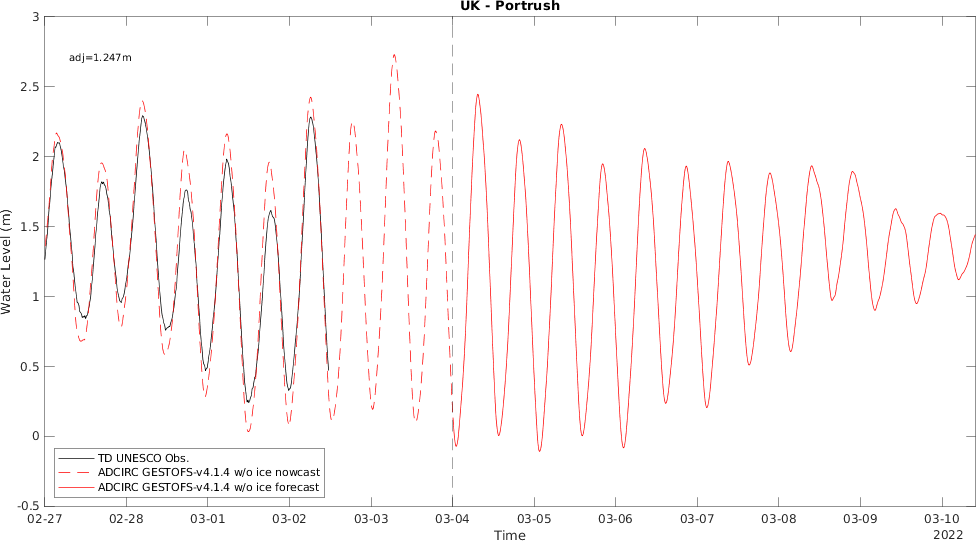 UK - Portrush
adj=1.247m
Water Level (m)
3
2.5
2
1.5
1
0.5
0
-0.5
TD UNESCO Obs.
ADCIRC GESTOFS-v4.1.4 w/o ice nowcast
ADCIRC GESTOFS-v4.1.4 w/o ice forecast
02-27 02-28 03-01 03-02 03-03 03-04 03-05 03-06 03-07 03-08 03-09 03-10
Time
2022